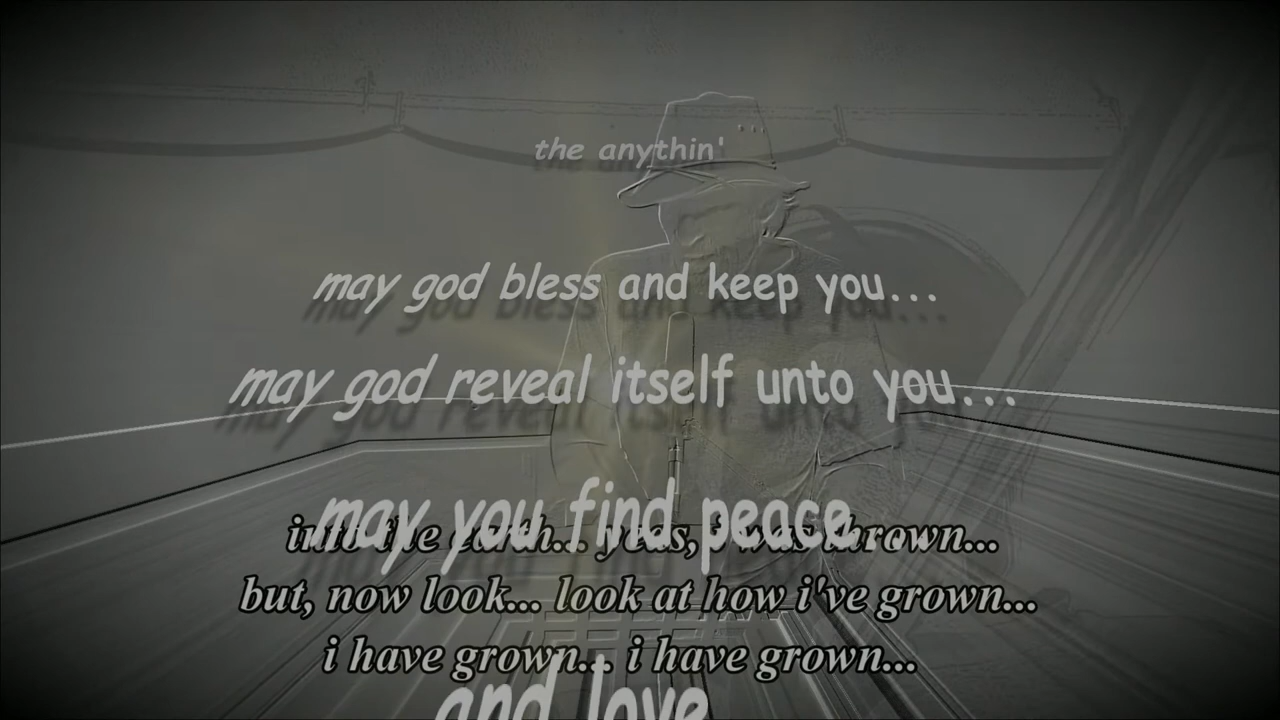 the anythin'
may god bless and keep you...
may god reveal itself unto you...
may you find peace...
into the earth... yeas, i was thrown...
but, now look... look at how i've grown...
i have grown... i have grown...
and love